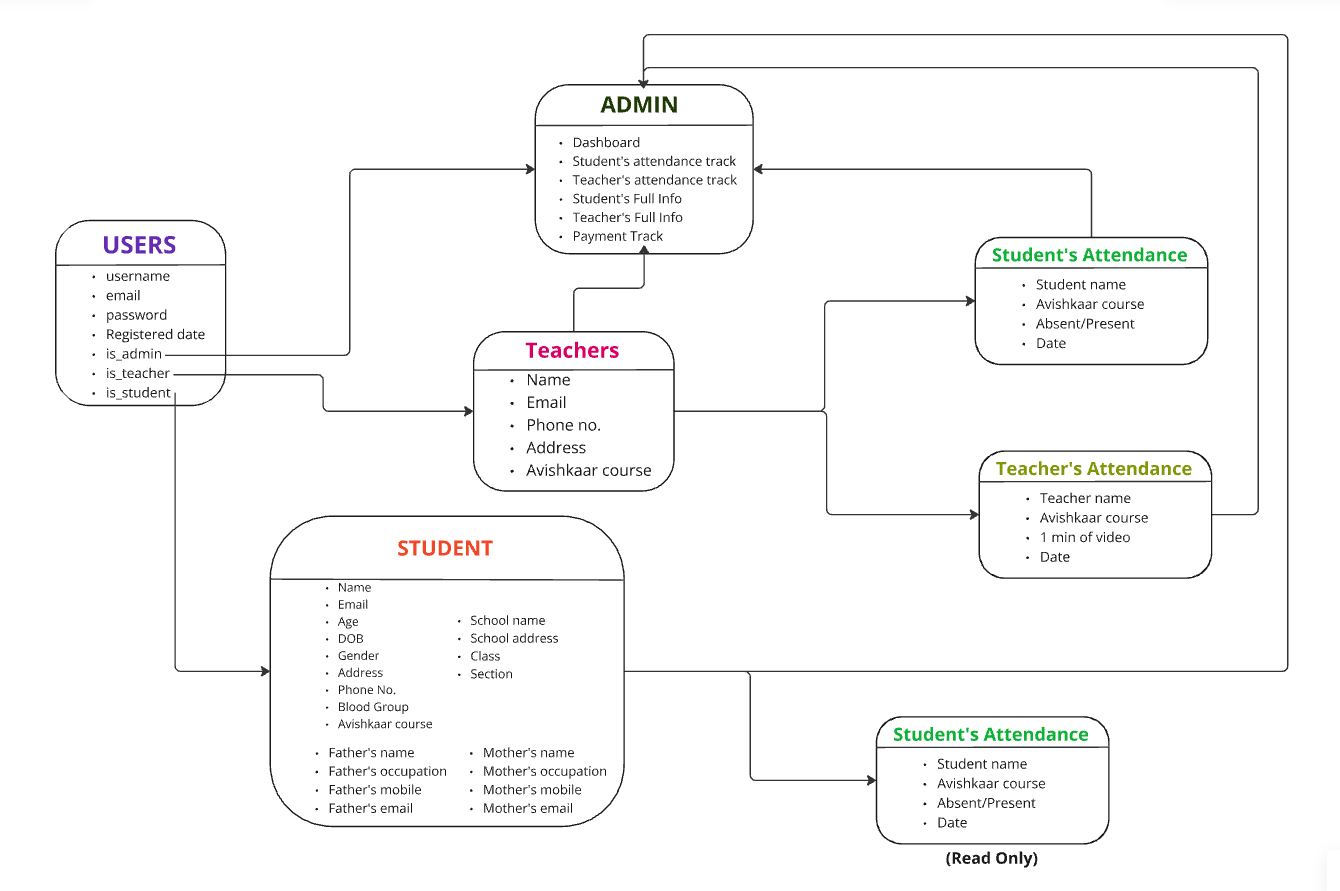 ADMIN
Dashboard
Student's attendance track
Teacher's attendance track
Student's Full Info
Teacher's Full Info
Payment Track
USERS
username
email
password
Registered date
is_admin
is_teacher
is_student
Student's Attendance
Student name
Avishkaar course
Absent/Present
Date
Teachers
Name
Email
Phone no.
Address
Avishkaar course
Teacher's Attendance
Teacher name
Avishkaar course
1 min of video
Date
STUDENT
Name
Email
Age
DOB
Gender
Address
Phone No.
Blood Group
Avishkaar course
School name
School address
Class
Section
Father's name
Father's occupation
Father's mobile
Father's email
Mother's name
Mother's occupation
Mother's mobile
Mother's email
Student's Attendance
Student name
Avishkaar course
Absent/Present
Date
(Read Only)